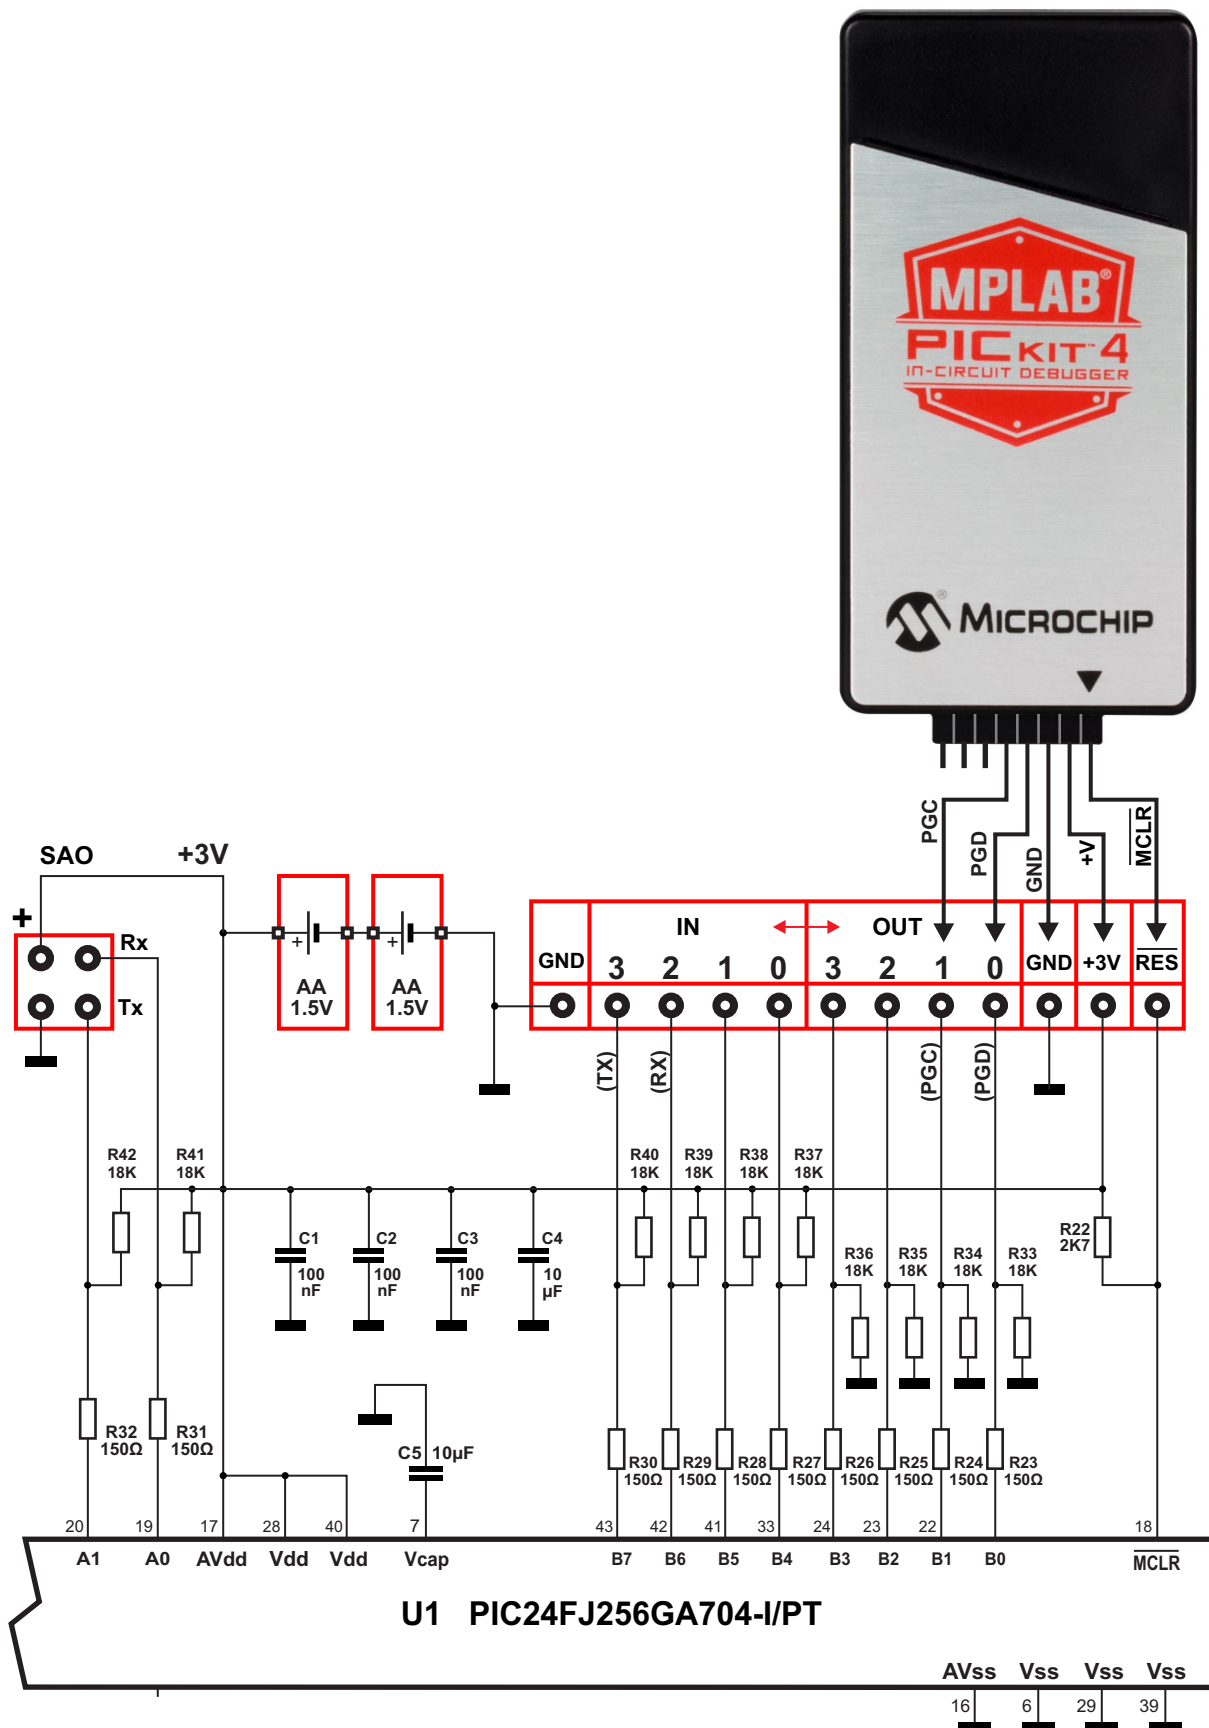 MPLAB®
PICKIT™4
IN-CIRCUIT DEBUGGER
® MICROCHIP
PGC
PGD
GND
+V
MCLR
SAO
+3V
+
Rx
Tx
+
AA
1.5V
+
AA
1.5V
IN
OUT
GND
3
2
1
0
3
2
1
0
GND
+3V
RES
(TX)
(RX)
(PGC)
(PGD)
R42
18K
R41
18K
R40
18K
R39
18K
R38
18K
R37
18K
C1
100
nF
C2
100
nF
C3
100
nF
C4
10
µF
R36
18K
R35
18K
R34
18K
R33
18K
R22
2K7
R32
150Ω
R31
150Ω
C5 10µF
R30
150Ω
R29
150Ω
R28
150Ω
R27
150Ω
R26
150Ω
R25
150Ω
R24
150Ω
R23
150Ω
20
19
17
28
40
7
43
42
41
33
24
23
22
18
A1
A0
AVdd
Vdd
Vdd
Vcap
B7
B6
B5
B4
B3
B2
B1
B0
MCLR
U1 PIC24FJ256GA704-I/PT
AVss
Vss
Vss
Vss
16
6
29
39